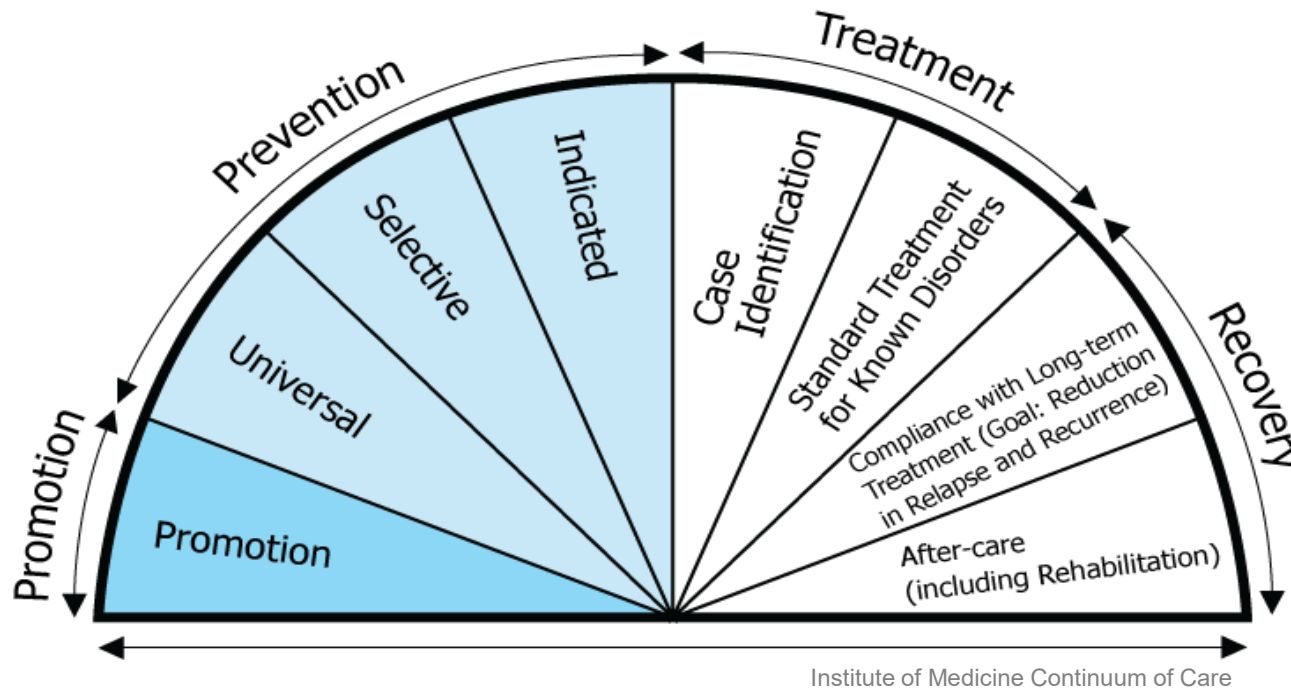 Promotion
Prevention
Treatment
Recovery
Promotion
Universal
Selective
Indicated
Case
Identification
Standard Treatment
for Known Disorders
Compliance with Long-term
Treatment (Goal: Reduction
in Relapse and Recurrence)
After-care
(including Rehabilitation)
Institute of Medicine Continuum of Care